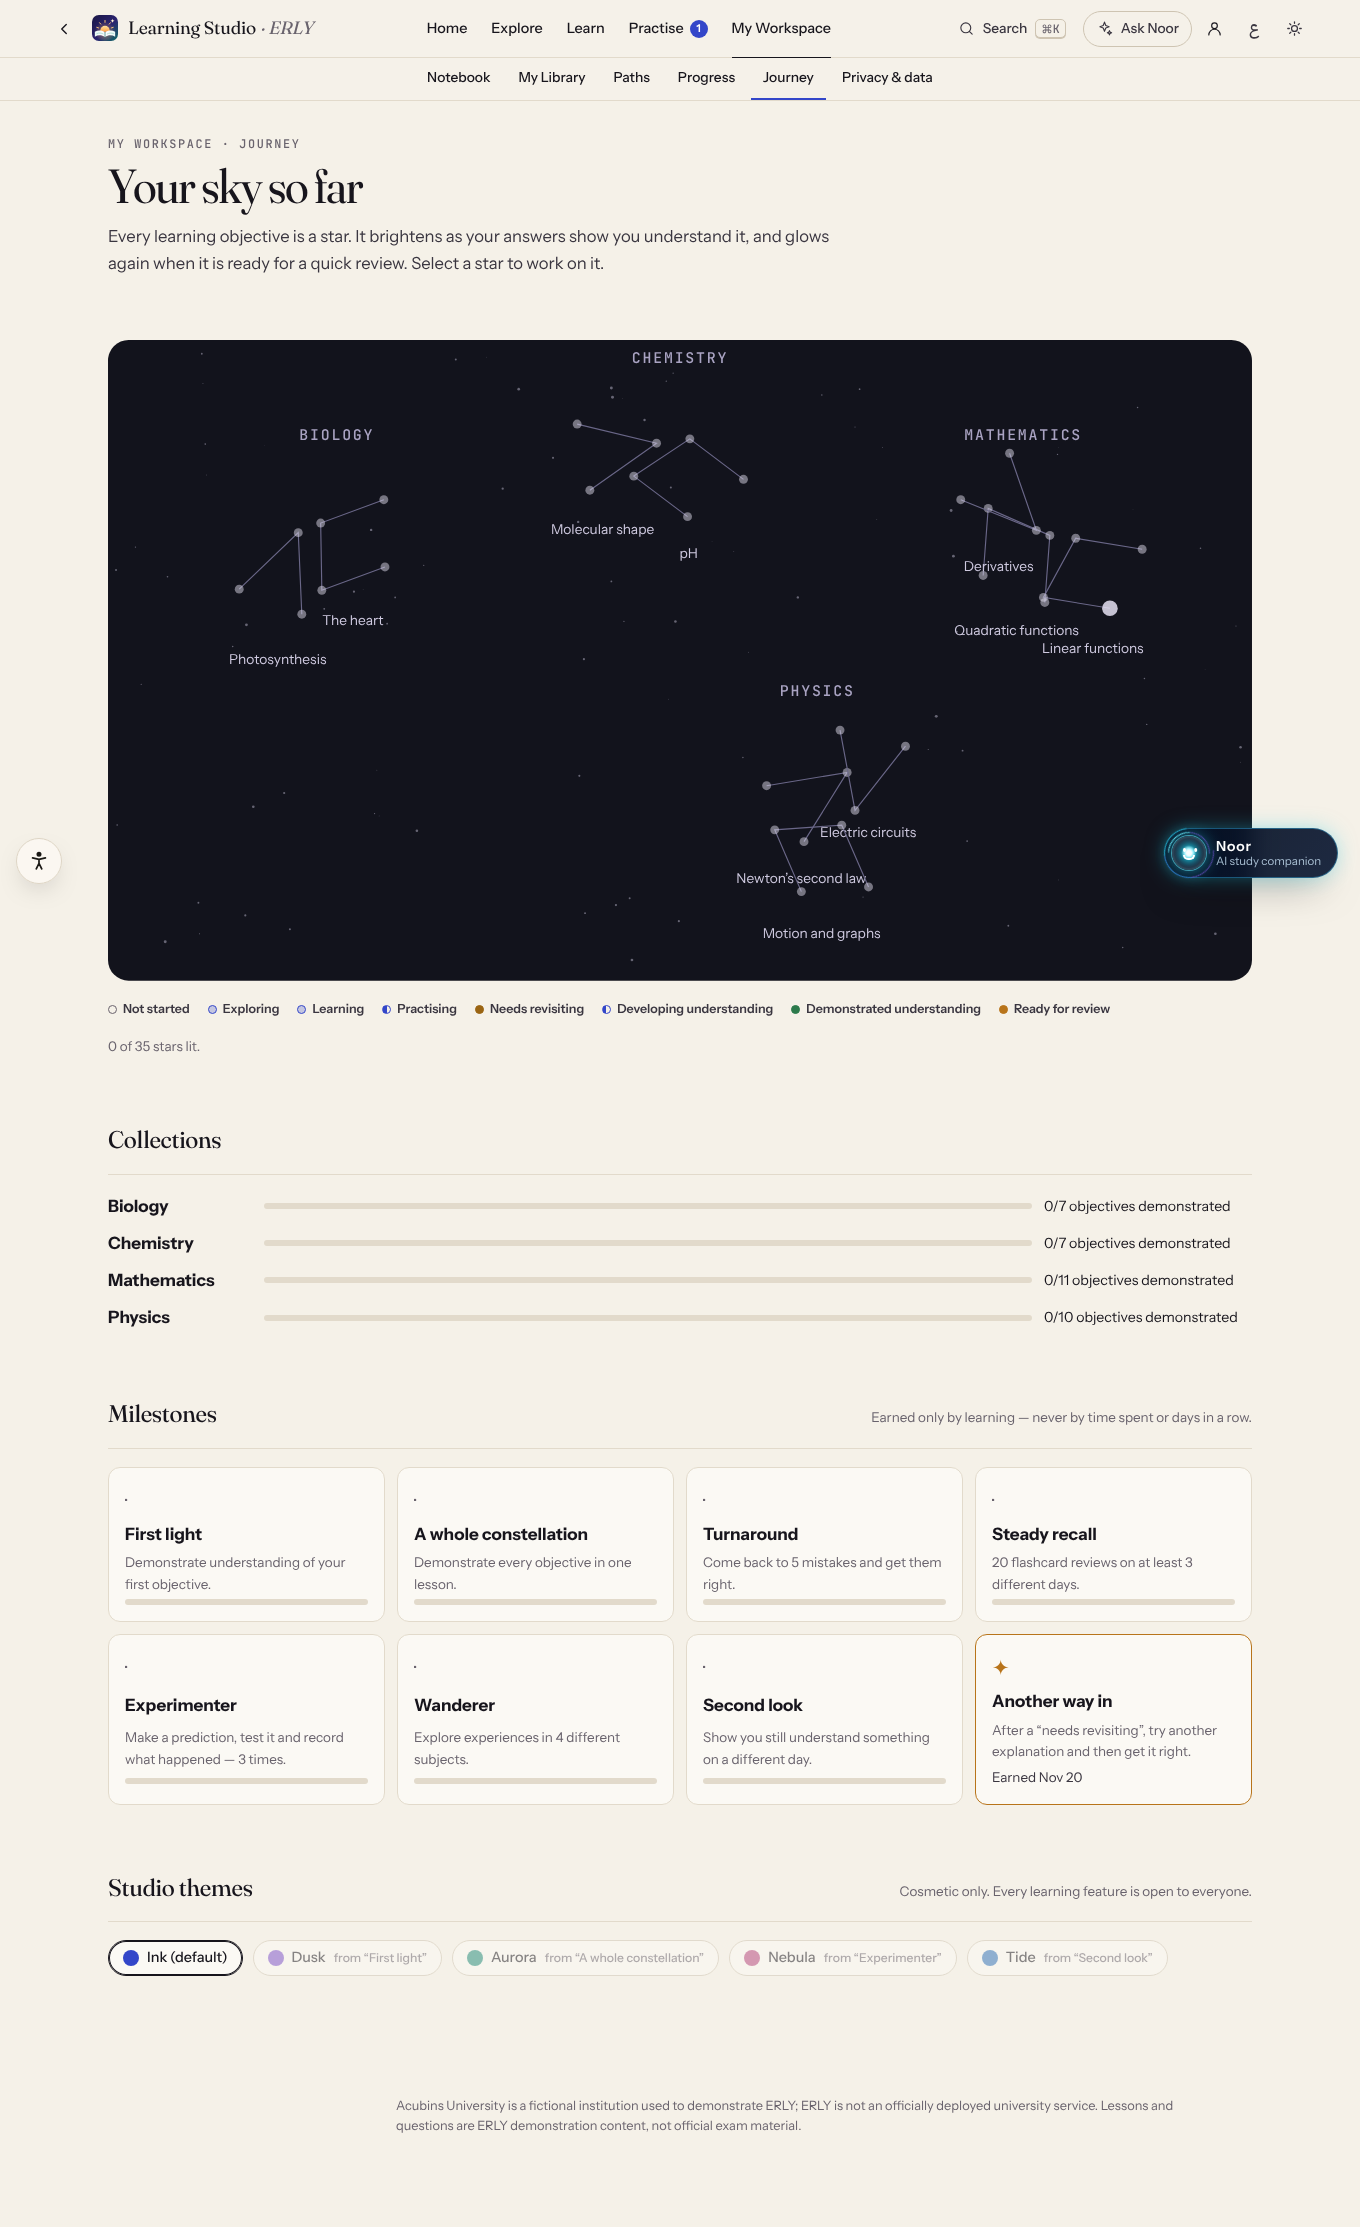 Learning Studio · ERLY
Home
Explore
Learn
Practise 1
My Workspace
Search ⌘K
Ask Noor
ع
Notebook
My Library
Paths
Progress
Journey
Privacy & data
MY WORKSPACE · JOURNEY
Your sky so far
Every learning objective is a star. It brightens as your answers show you understand it, and glows
again when it is ready for a quick review. Select a star to work on it.
CHEMISTRY
BIOLOGY
MATHEMATICS
Molecular shape
pH
Derivatives
The heart
Quadratic functions
Linear functions
Photosynthesis
PHYSICS
Electric circuits
Newton's second law
Motion and graphs
Noor
AI study companion
Not started
Exploring
Learning
Practising
Needs revisiting
Developing understanding
Demonstrated understanding
Ready for review
0 of 35 stars lit.
Collections
Biology
0/7 objectives demonstrated
Chemistry
0/7 objectives demonstrated
Mathematics
0/11 objectives demonstrated
Physics
0/10 objectives demonstrated
Milestones
Earned only by learning — never by time spent or days in a row.
First light
Demonstrate understanding of your
first objective.
A whole constellation
Demonstrate every objective in one
lesson.
Turnaround
Come back to 5 mistakes and get them
right.
Steady recall
20 flashcard reviews on at least 3
different days.
Experimenter
Make a prediction, test it and record
what happened — 3 times.
Wanderer
Explore experiences in 4 different
subjects.
Second look
Show you still understand something
on a different day.
Another way in
After a “needs revisiting”, try another
explanation and then get it right.
Earned Nov 20
Studio themes
Cosmetic only. Every learning feature is open to everyone.
Ink (default)
Dusk from “First light”
Aurora from “A whole constellation”
Nebula from “Experimenter”
Tide from “Second look”
Acubins University is a fictional institution used to demonstrate ERLY; ERLY is not an officially deployed university service. Lessons and
questions are ERLY demonstration content, not official exam material.